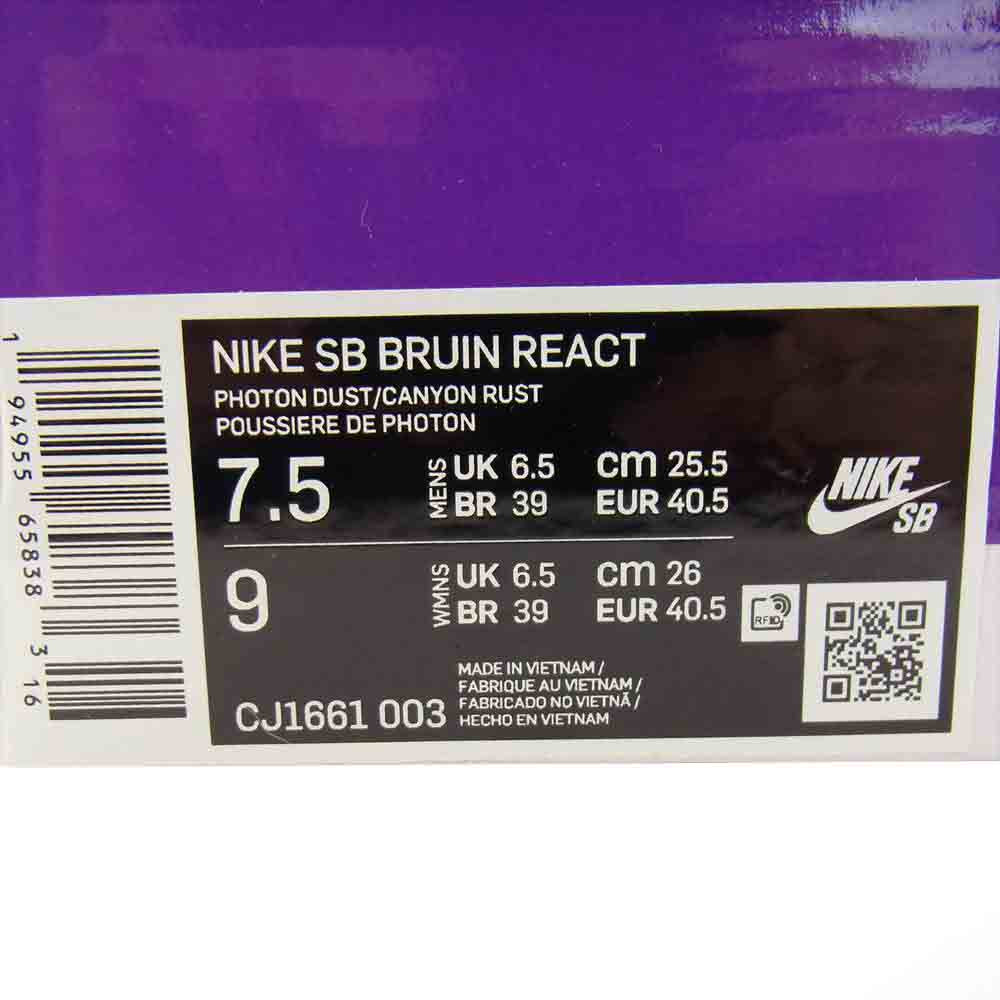 NIKE SB BRUIN REACT
PHOTON DUST/CANYON RUST
POUSSIERE DE PHOTON
7.5 MENS UK 6.5 cm 25.5
BR 39 EUR 40.5
9 WMNS UK 6.5 cm 26
BR 39 EUR 40.5
CJ1661 003
MADE IN VIETNAM /
FABRIQUE AU VIETNAM /
FABRICADO NO VIETNÃ /
HECHO EN VIETNAM
NIKE
SB
RFID
1 94955 65838 3 16